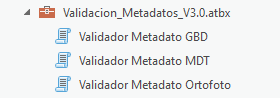 Validacion_Metadatos_V3.0.atbx
Validador Metadato GBD
Validador Metadato MDT
Validador Metadato Ortofoto